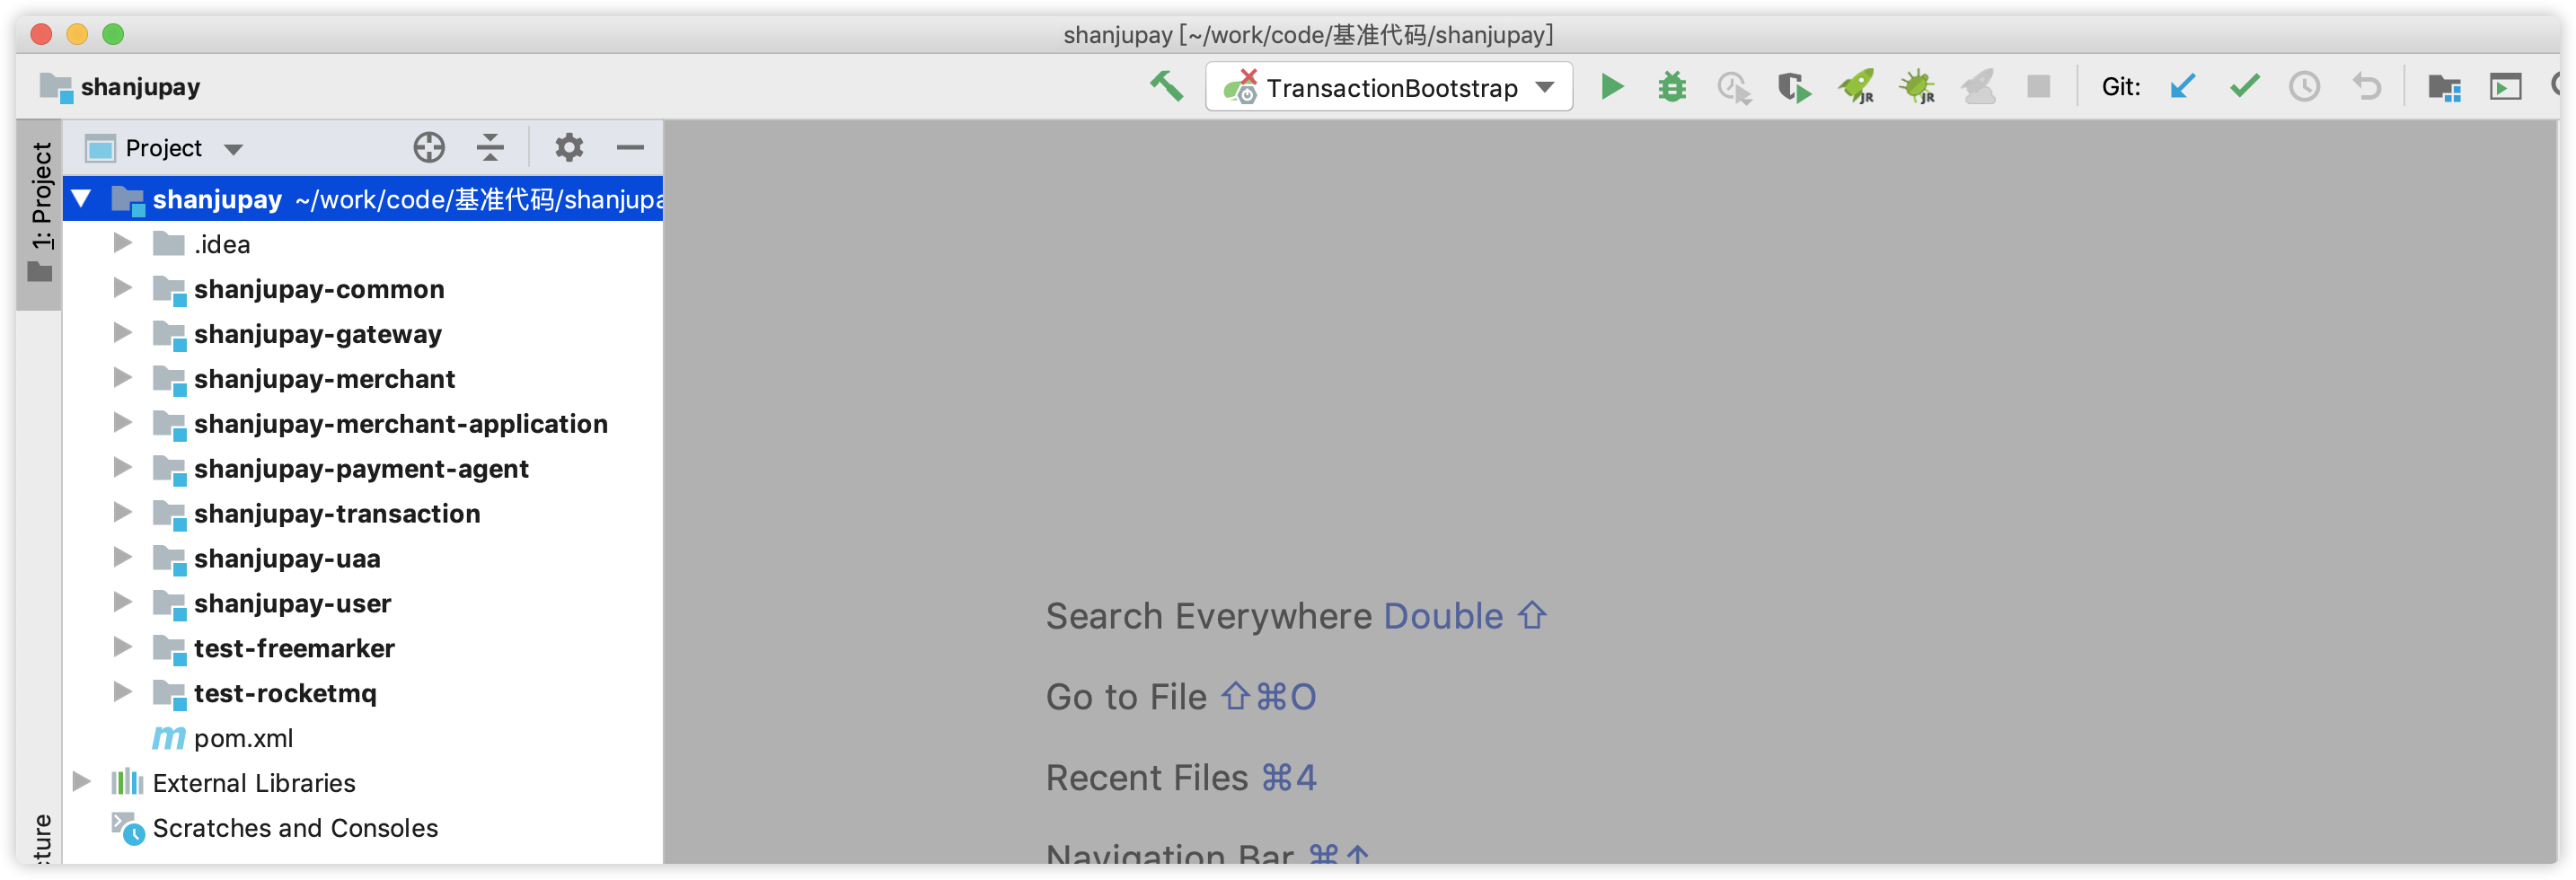 shanjupay [~/work/code/基准代码/shanjupay]
shanjupay
TransactionBootstrap
JR
JR
Git:
1: Project
Project
shanjupay ~/work/code/基准代码/shanjupa
.idea
shanjupay-common
shanjupay-gateway
shanjupay-merchant
shanjupay-merchant-application
shanjupay-payment-agent
shanjupay-transaction
shanjupay-uaa
shanjupay-user
test-freemarker
test-rocketmq
m pom.xml
External Libraries
Scratches and Consoles
cture
Search Everywhere Double ⇧
Go to File ⇧⌘O
Recent Files ⌘4
Navigation Bar ⌘↑